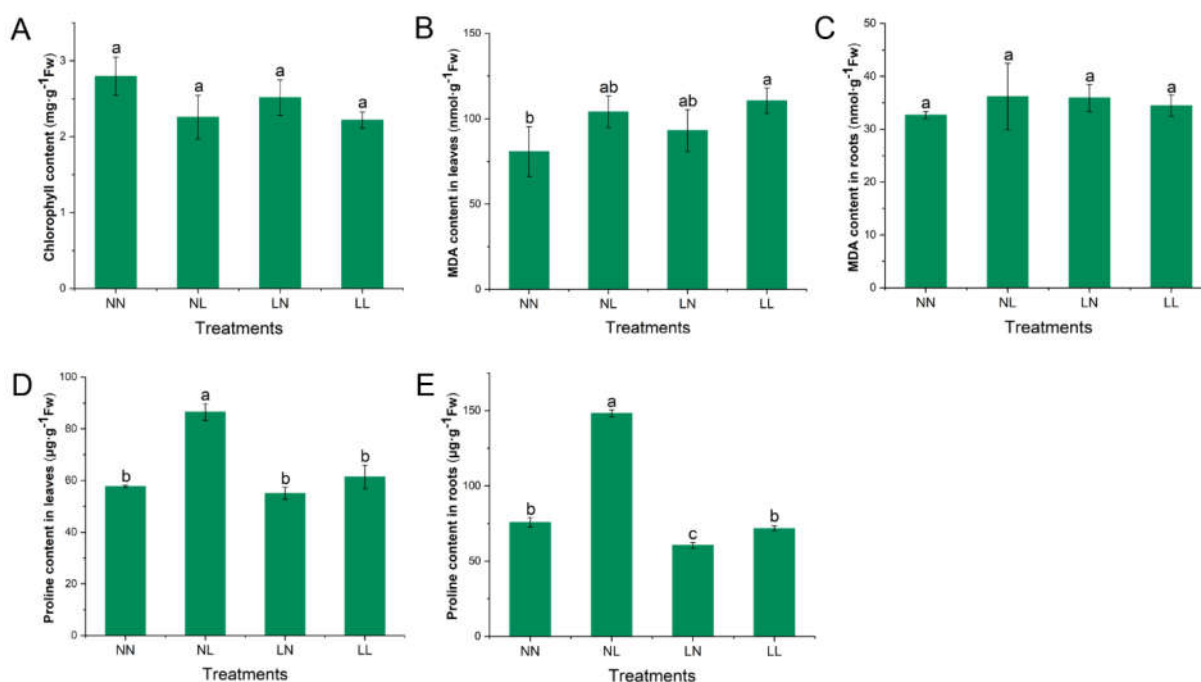 A
Chlorophyll content (mg·g⁻¹Fw)
3
2
1
0
a
a
a
a
NN
NL
LN
LL
Treatments
B
MDA content in leaves (nmol·g⁻¹Fw)
150
100
50
0
b
ab
ab
a
NN
NL
LN
LL
Treatments
C
MDA content in roots (nmol·g⁻¹Fw)
50
40
30
20
10
0
a
a
a
a
NN
NL
LN
LL
Treatments
D
Proline content in leaves (µg·g⁻¹Fw)
100
80
60
40
20
0
b
a
b
b
NN
NL
LN
LL
Treatments
E
Proline content in roots (µg·g⁻¹Fw)
150
100
50
0
b
a
c
b
NN
NL
LN
LL
Treatments